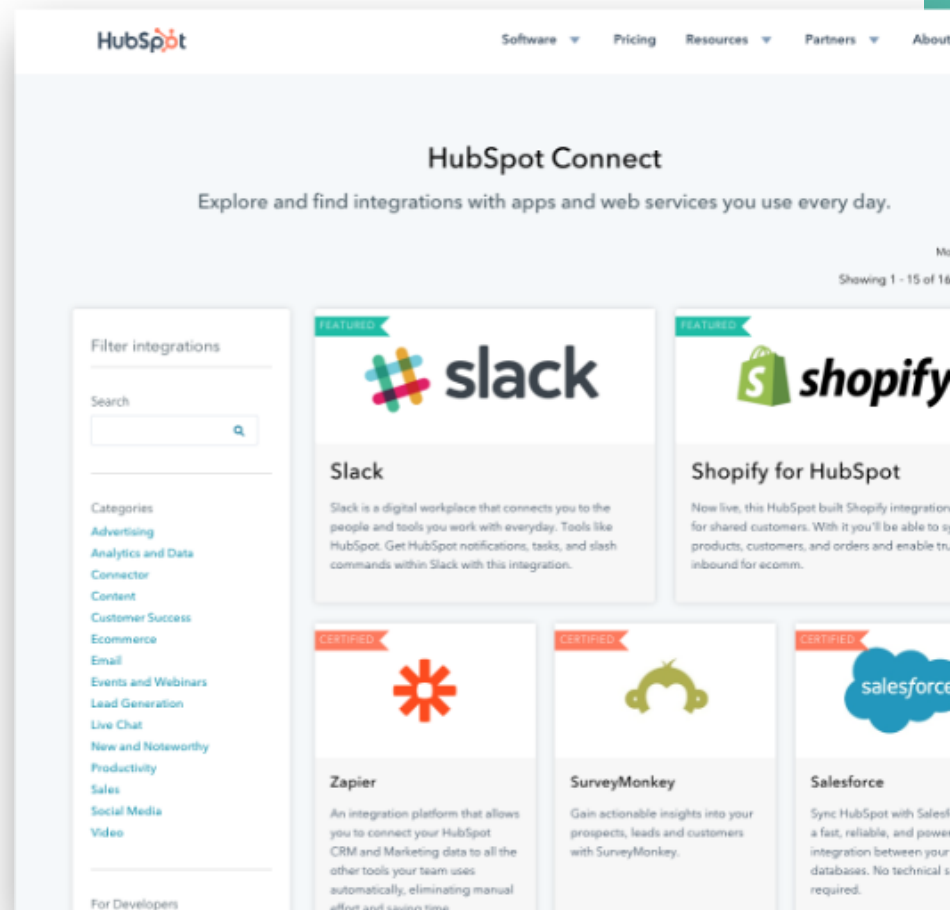 HubSpot
Software Pricing Resources Partners About
HubSpot Connect
Explore and find integrations with apps and web services you use every day.
Showing 1 - 15 of 16
Filter integrations
Search
Categories
Advertising
Analytics and Data
Connector
Content
Customer Success
Ecommerce
Email
Events and Webinars
Lead Generation
Live Chat
New and Noteworthy
Productivity
Sales
Social Media
Video
For Developers
FEATURED
slack
Slack
Slack is a digital workplace that connects you to the
people and tools you work with everyday. Tools like
HubSpot. Get HubSpot notifications, tasks, and slash
commands within Slack with this integration.
FEATURED
shopify
Shopify for HubSpot
Now live, this HubSpot built Shopify integration
for shared customers. With it you'll be able to
products, customers, and orders and enable
inbound for ecomm.
CERTIFIED
Zapier
An integration platform that allows
you to connect your HubSpot
CRM and Marketing data to all the
other tools your team uses
automatically, eliminating manual
effort and saving time.
CERTIFIED
SurveyMonkey
Gain actionable insights into your
prospects, leads and customers
with SurveyMonkey.
CERTIFIED
salesforce
Salesforce
Sync HubSpot with
a fast, reliable, and
integration between your
databases. No technical
required.